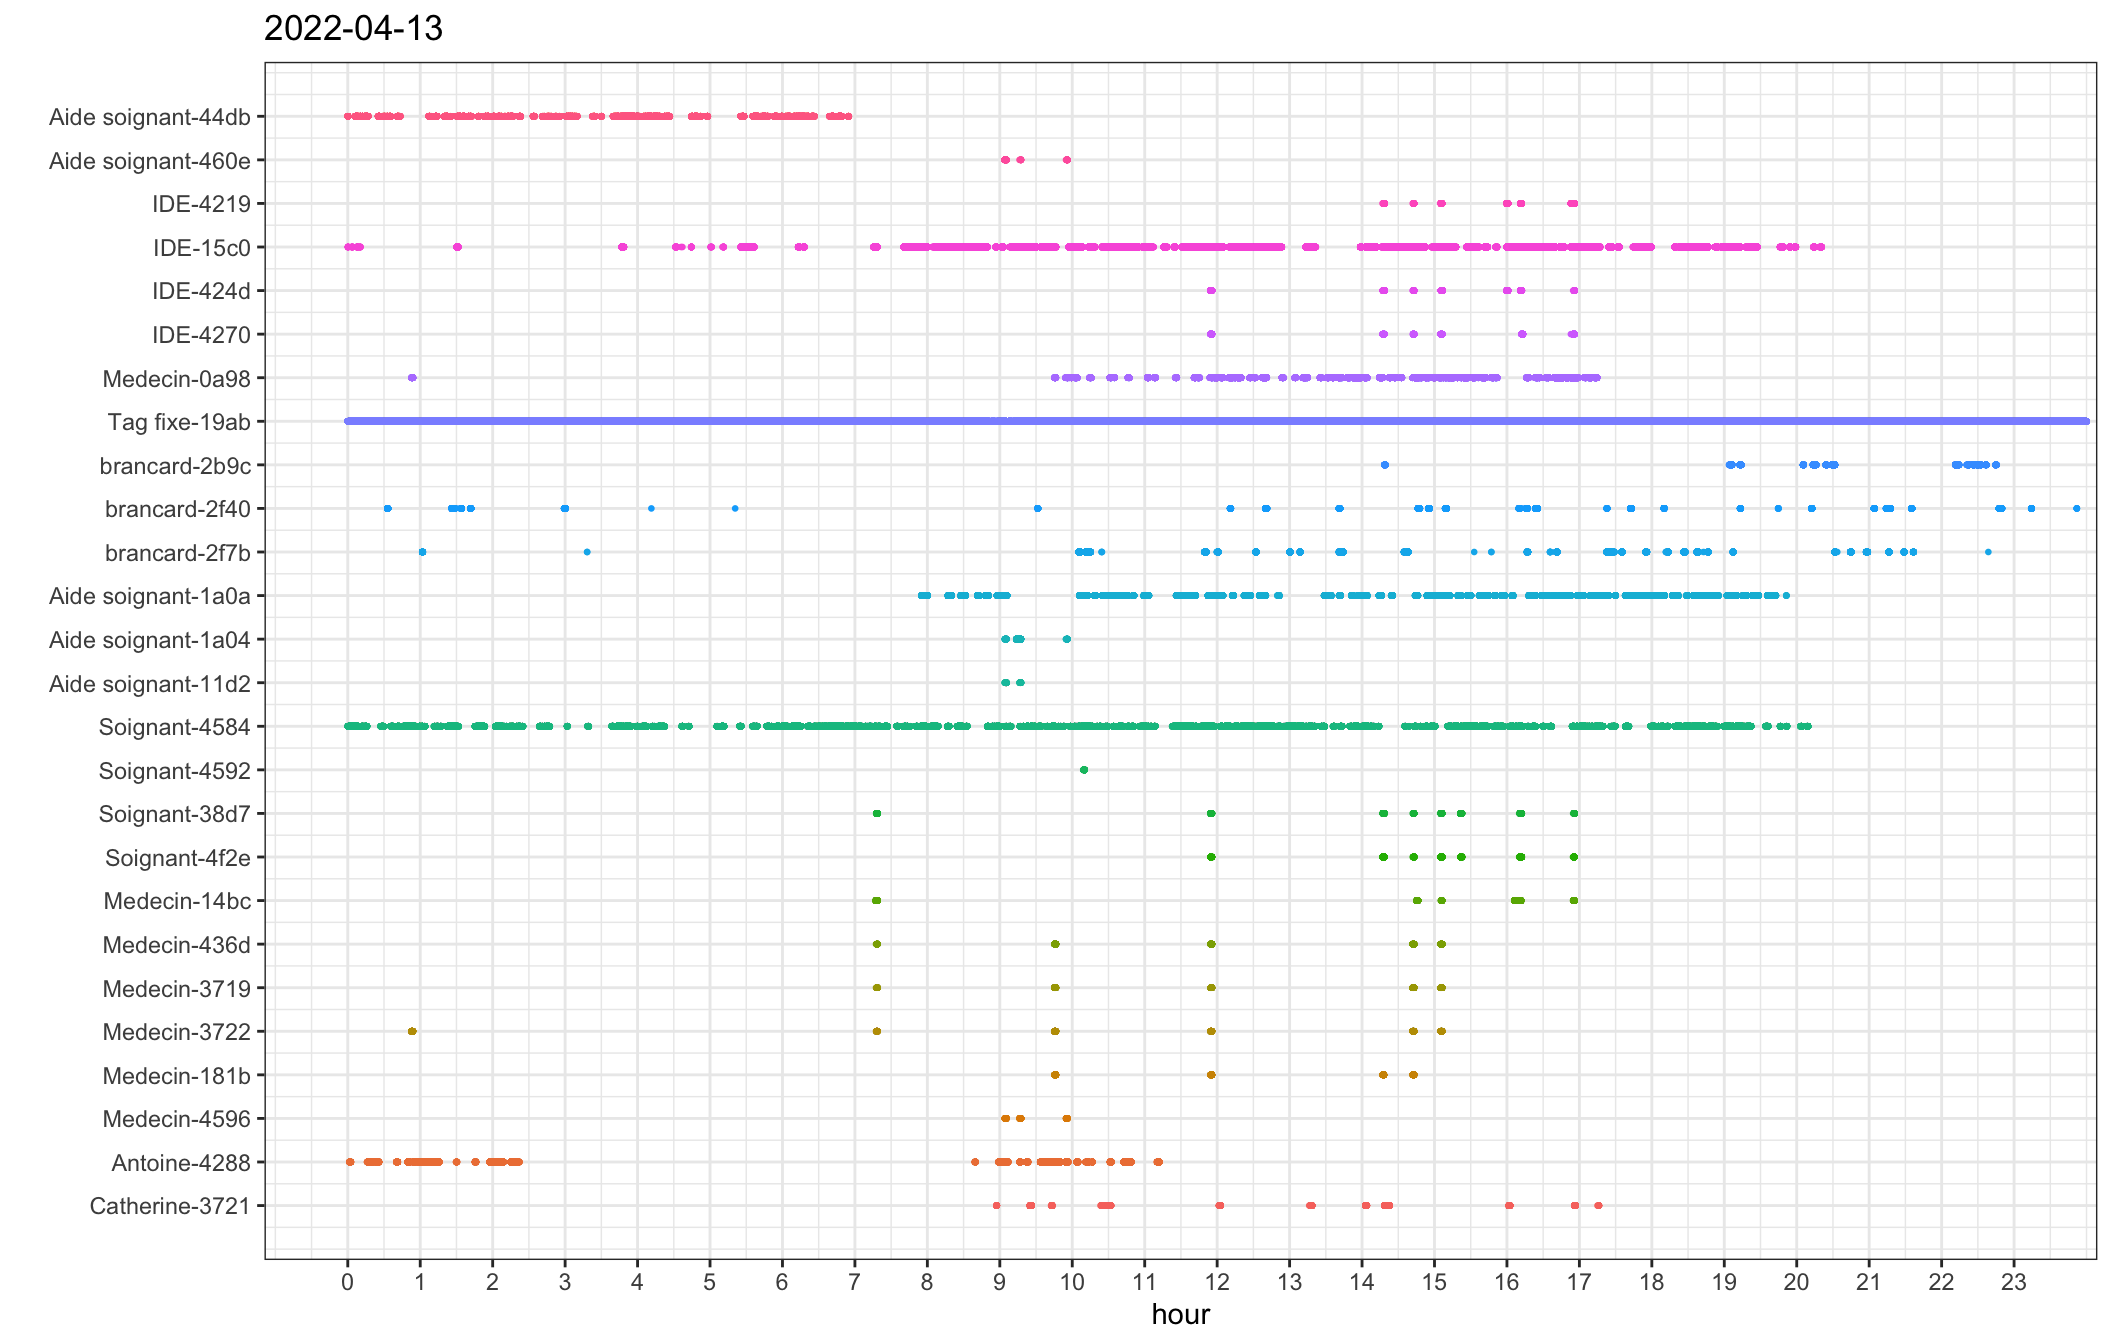 2022-04-13
Aide soignant-44db
Aide soignant-460e
IDE-4219
IDE-15c0
IDE-424d
IDE-4270
Medecin-0a98
Tag fixe-19ab
brancard-2b9c
brancard-2f40
brancard-2f7b
Aide soignant-1a0a
Aide soignant-1a04
Aide soignant-11d2
Soignant-4584
Soignant-4592
Soignant-38d7
Soignant-4f2e
Medecin-14bc
Medecin-436d
Medecin-3719
Medecin-3722
Medecin-181b
Medecin-4596
Antoine-4288
Catherine-3721
0 1 2 3 4 5 6 7 8 9 10 11 12 13 14 15 16 17 18 19 20 21 22 23
hour